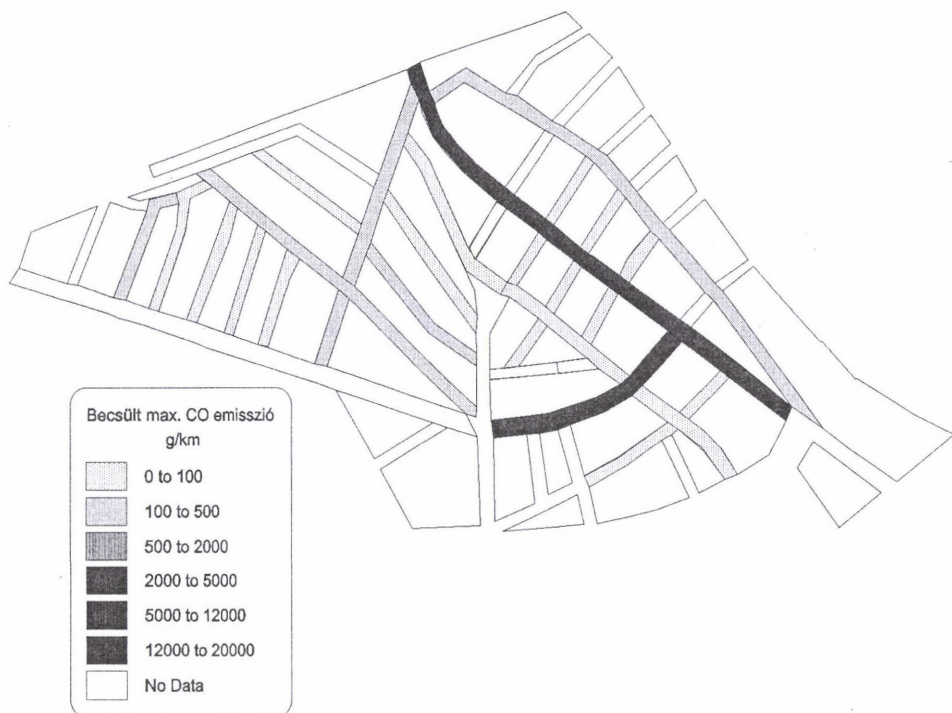 Becsült max. CO emisszió
g/km
0 to 100
100 to 500
500 to 2000
2000 to 5000
5000 to 12000
12000 to 20000
No Data